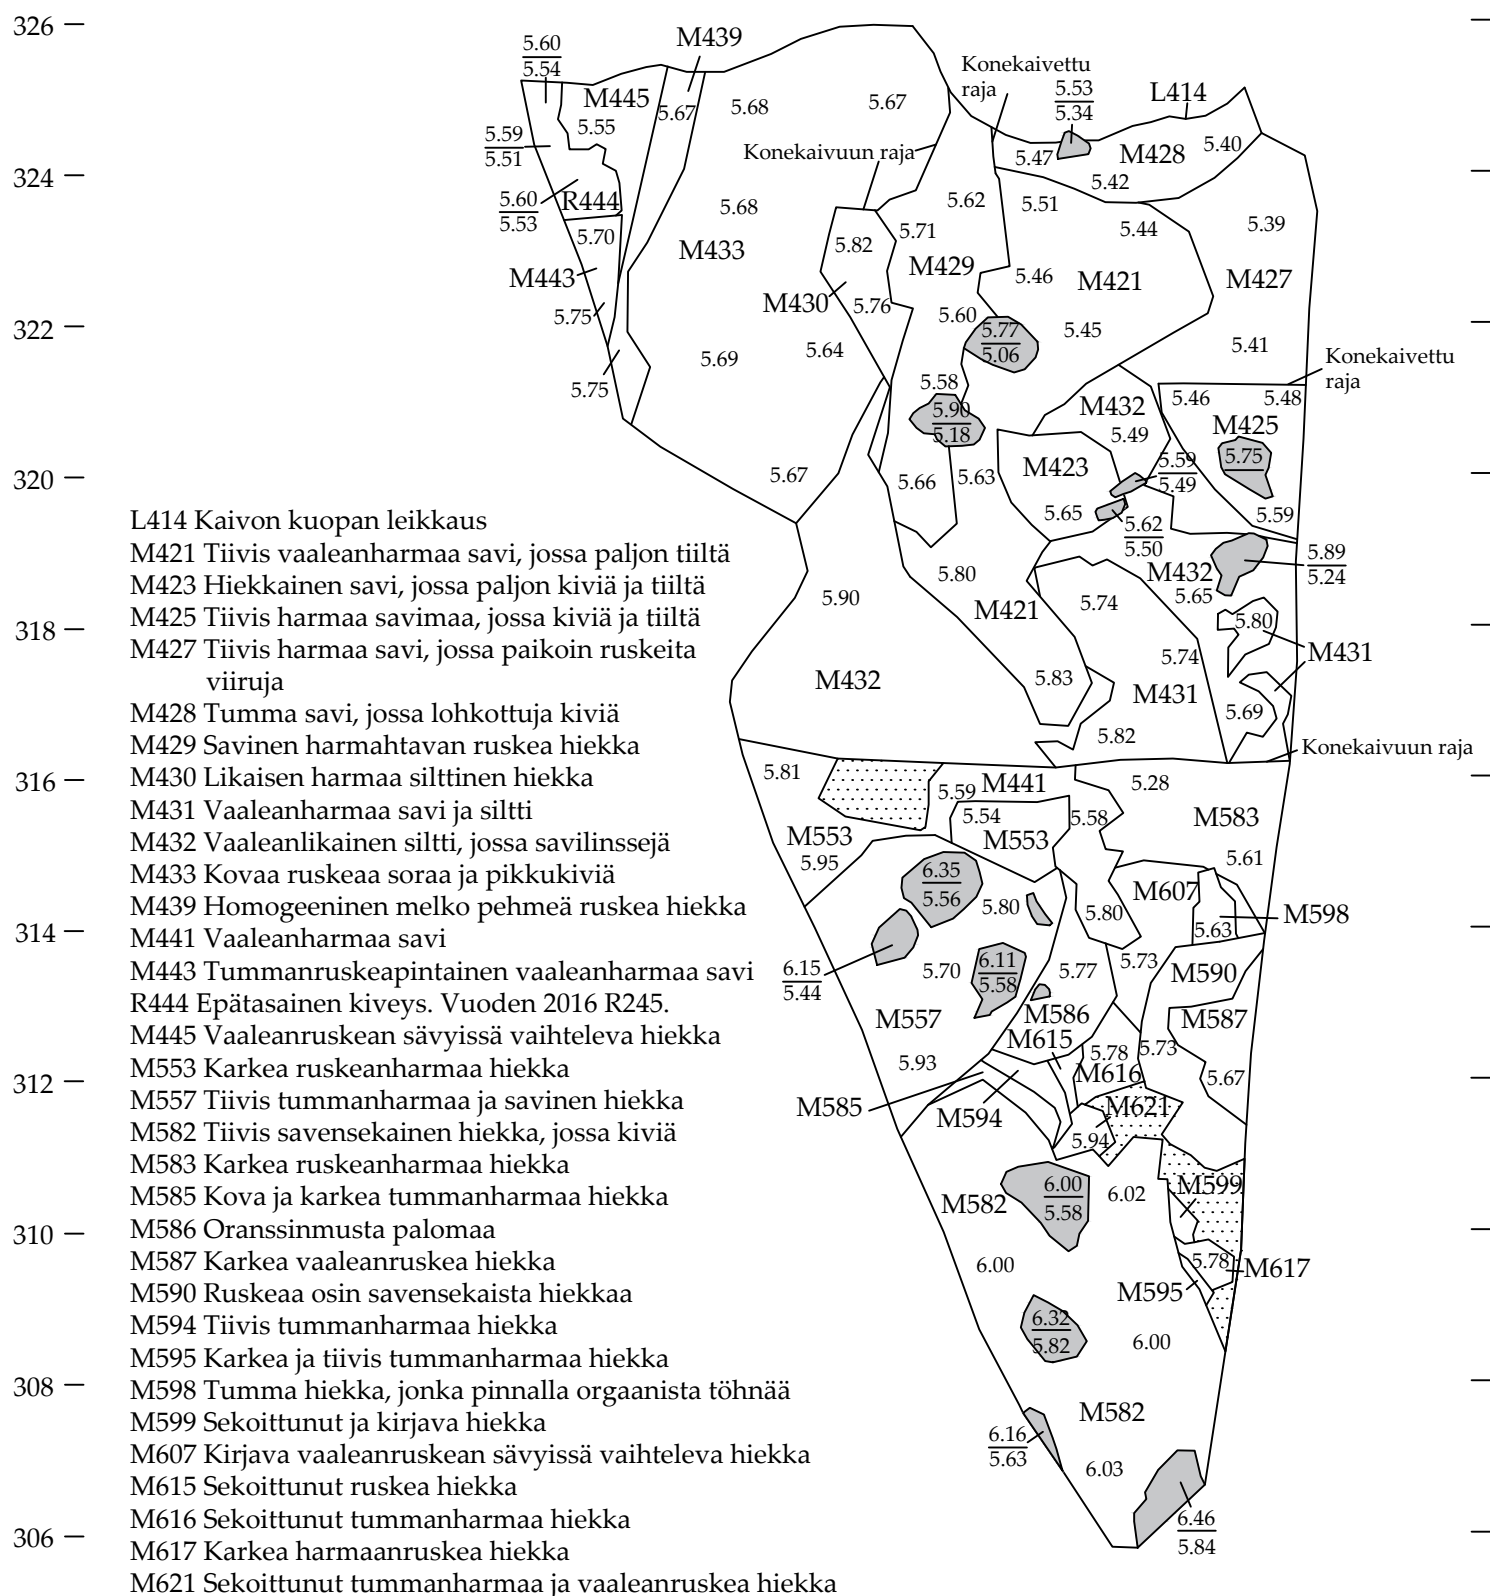 326
M439
5.60
5.54
Konekaivettu
raja
5.53
5.34
L414
M445
5.67
5.68
5.67
5.55
5.59
5.51
Konekaivuun raja
5.47
M428
5.40
324
5.42
5.60
5.53
R444
5.68
5.62
5.51
5.70
5.71
5.44
5.39
M433
5.82
M429
M443
5.46
M421
M427
M430
5.76
322
5.75
5.60
5.77
5.06
5.45
5.69
5.64
5.41
Konekaivettu
raja
5.75
5.58
5.46
5.48
5.90
5.18
M432
5.49
M425
5.75
M423
5.59
5.49
320
5.67
5.66
5.63
5.65
5.62
5.50
5.59
5.89
5.24
5.80
M432
5.90
M421
5.74
5.65
5.80
318
5.74
M431
M432
5.83
M431
5.69
5.82
Konekaivuun raja
316
5.81
5.59
M441
5.28
5.54
5.58
M583
M553
M553
5.95
5.61
6.35
5.56
M607
5.80
5.80
M598
314
5.63
6.15
5.44
5.70
6.11
5.58
5.77
5.73
M590
M557
M586
M587
M615
5.93
5.78
5.73
312
M616
5.67
M585
M594
M621
5.94
M582
6.00
5.58
6.02
M599
310
6.00
5.78
M617
M595
6.32
5.82
6.00
308
M582
6.16
5.63
6.03
306
6.46
5.84
L414 Kaivon kuopan leikkaus
M421 Tiivis vaaleanharmaa savi, jossa paljon tiiltä
M423 Hiekkainen savi, jossa paljon kiviä ja tiiltä
M425 Tiivis harmaa savimaa, jossa kiviä ja tiiltä
M427 Tiivis harmaa savi, jossa paikoin ruskeita
viiruja
M428 Tumma savi, jossa lohkottuja kiviä
M429 Savinen harmahtavan ruskea hiekka
M430 Likaisen harmaa silttinen hiekka
M431 Vaaleanharmaa savi ja siltti
M432 Vaaleanlikainen siltti, jossa savilinssejä
M433 Kovaa ruskeaa soraa ja pikkukiviä
M439 Homogeeninen melko pehmeä ruskea hiekka
M441 Vaaleanharmaa savi
M443 Tummanruskeapintainen vaaleanharmaa savi
R444 Epätasainen kiveys. Vuoden 2016 R245.
M445 Vaaleanruskean sävyissä vaihteleva hiekka
M553 Karkea ruskeanharmaa hiekka
M557 Tiivis tummanharmaa ja savinen hiekka
M582 Tiivis savensekainen hiekka, jossa kiviä
M583 Karkea ruskeanharmaa hiekka
M585 Kova ja karkea tummanharmaa hiekka
M586 Oranssinmusta palomaa
M587 Karkea vaaleanruskea hiekka
M590 Ruskeaa osin savensekaista hiekkaa
M594 Tiivis tummanharmaa hiekka
M595 Karkea ja tiivis tummanharmaa hiekka
M598 Tumma hiekka, jonka pinnalla orgaanista töhnää
M599 Sekoittunut ja kirjava hiekka
M607 Kirjava vaaleanruskean sävyissä vaihteleva hiekka
M615 Sekoittunut ruskea hiekka
M616 Sekoittunut tummanharmaa hiekka
M617 Karkea harmaanruskea hiekka
M621 Sekoittunut tummanharmaa ja vaaleanruskea hiekka